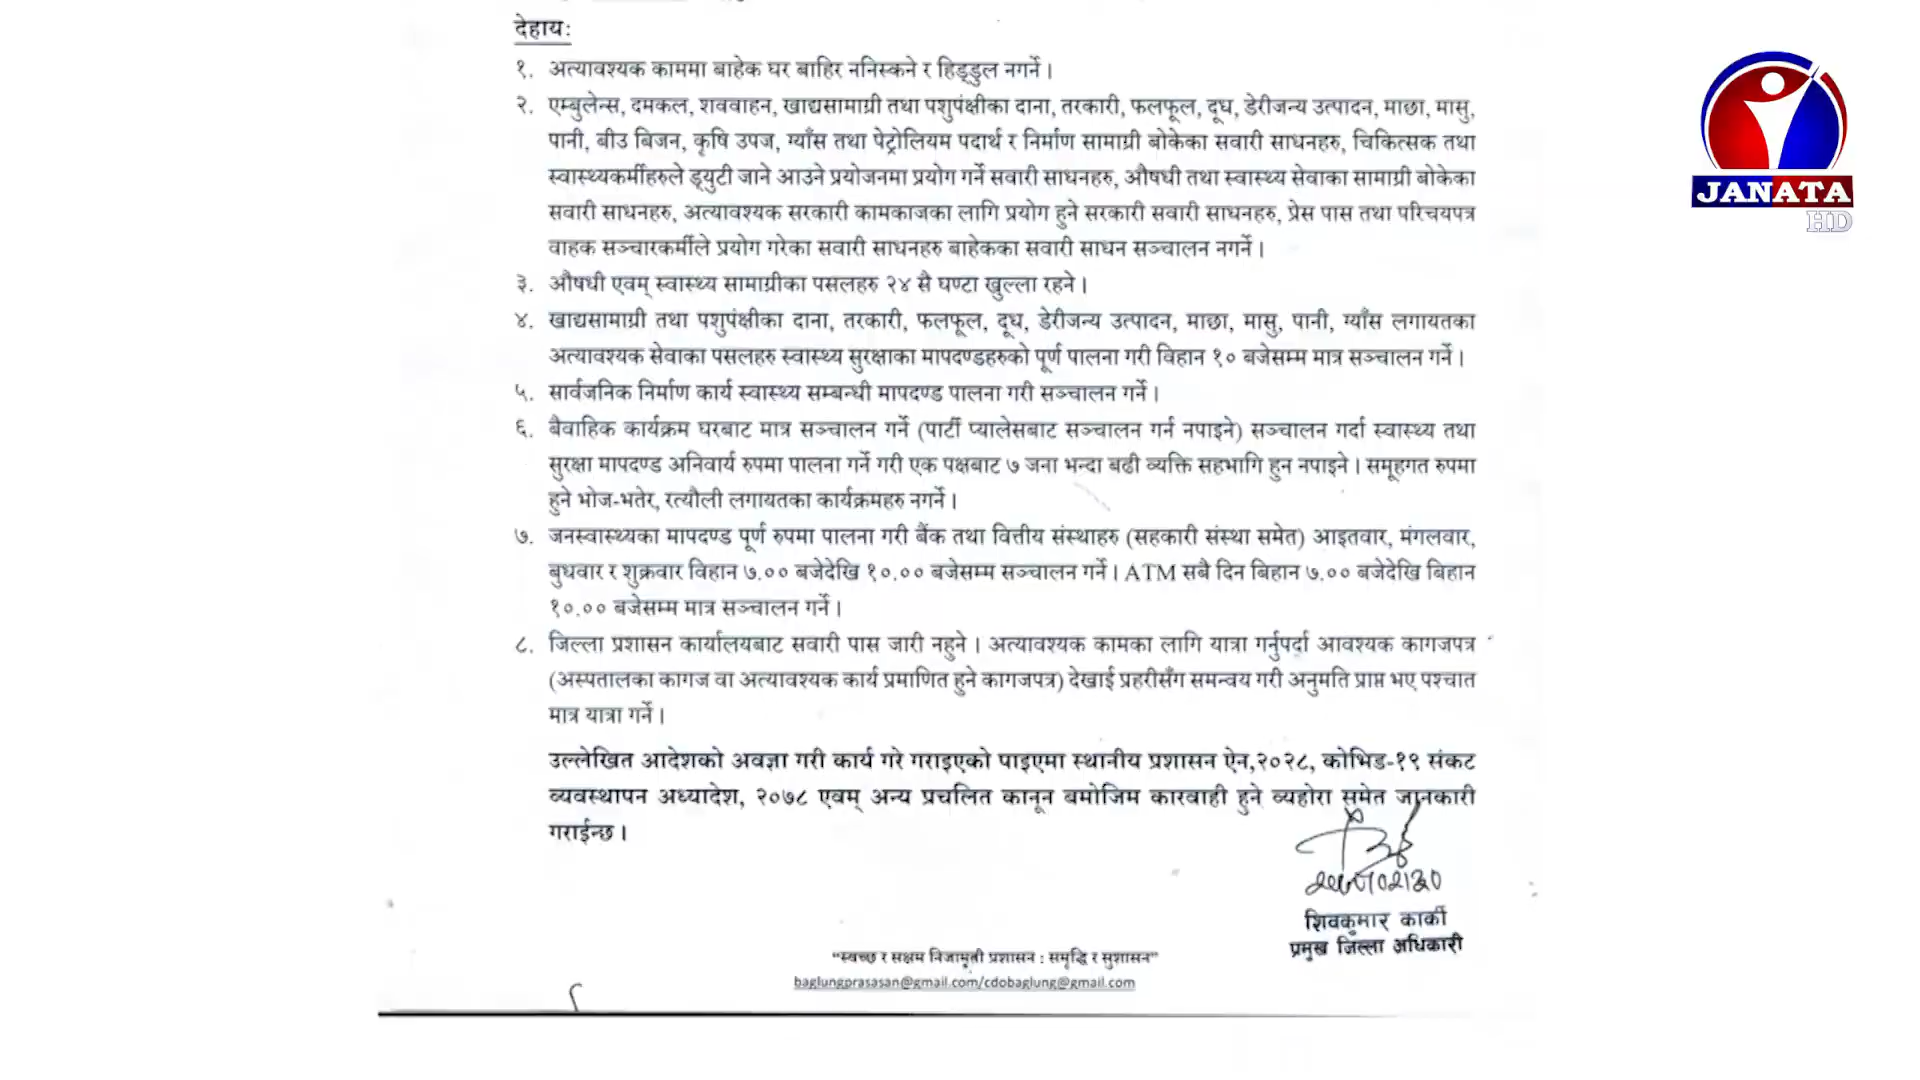 देहायः
१. अत्यावश्यक काममा बाहेक घर बाहिर ननिस्कने र हिड्डुल नगर्ने ।
२. एम्बुलेन्स, दमकल, शववाहन, खाद्यसामाग्री तथा पशुपंक्षीका दाना, तरकारी, फलफूल, दूध, डेरीजन्य उत्पादन, माछा, मासु,
पानी, बीउ बिजन, कृषि उपज, ग्याँस तथा पेट्रोलियम पदार्थ र निर्माण सामाग्री बोकेका सवारी साधनहरु, चिकित्सक तथा
स्वास्थ्यकर्मीहरुले ड्युटी जाने आउने प्रयोजनमा प्रयोग गर्ने सवारी साधनहरु, औषधी तथा स्वास्थ्य सेवाका सामाग्री बोकेका
सवारी साधनहरु, अत्यावश्यक सरकारी कामकाजका लागि प्रयोग हुने सरकारी सवारी साधनहरु, प्रेस पास तथा परिचयपत्र
वाहक सञ्चारकर्मीले प्रयोग गरेका सवारी साधनहरु बाहेकका सवारी साधन सञ्चालन नगर्ने ।
३. औषधी एवम् स्वास्थ्य सामाग्रीका पसलहरु २४ सै घण्टा खुल्ला रहने ।
४. खाद्यसामाग्री तथा पशुपंक्षीका दाना, तरकारी, फलफूल, दूध, डेरीजन्य उत्पादन, माछा, मासु, पानी, ग्याँस लगायतका
अत्यावश्यक सेवाका पसलहरु स्वास्थ्य सुरक्षाका मापदण्डहरुको पूर्ण पालना गरी विहान १० बजेसम्म मात्र सञ्चालन गर्ने ।
५. सार्वजनिक निर्माण कार्य स्वास्थ्य सम्बन्धी मापदण्ड पालना गरी सञ्चालन गर्ने ।
६. बैवाहिक कार्यक्रम घरबाट मात्र सञ्चालन गर्ने (पार्टी प्यालेसबाट सञ्चालन गर्न नपाइने) सञ्चालन गर्दा स्वास्थ्य तथा
सुरक्षा मापदण्ड अनिवार्य रुपमा पालना गर्ने गरी एक पक्षबाट ७ जना भन्दा बढी व्यक्ति सहभागि हुन नपाइने । समूहगत रुपमा
हुने भोज-भतेर, रत्यौली लगायतका कार्यक्रमहरु नगर्ने ।
७. जनस्वास्थ्यका मापदण्ड पूर्ण रुपमा पालना गरी बैंक तथा वित्तीय संस्थाहरु (सहकारी संस्था समेत) आइतवार, मंगलवार,
बुधवार र शुक्रवार विहान ७.०० बजेदेखि १०.०० बजेसम्म सञ्चालन गर्ने । ATM सबै दिन बिहान ७.०० बजेदेखि बिहान
१०.०० बजेसम्म मात्र सञ्चालन गर्ने ।
८. जिल्ला प्रशासन कार्यालयबाट सवारी पास जारी नहुने । अत्यावश्यक कामका लागि यात्रा गर्नुपर्दा आवश्यक कागजपत्र
(अस्पतालका कागज वा अत्यावश्यक कार्य प्रमाणित हुने कागजपत्र) देखाई प्रहरीसँग समन्वय गरी अनुमति प्राप्त भए पश्चात
मात्र यात्रा गर्ने ।
उल्लेखित आदेशको अवज्ञा गरी कार्य गरे गराइएको पाइएमा स्थानीय प्रशासन ऐन,२०२८, कोभिड-१९ संकट
व्यवस्थापन अध्यादेश, २०७८ एवम् अन्य प्रचलित कानून बमोजिम कारवाही हुने व्यहोरा समेत जानकारी
गराईन्छ ।
शिवकुमार कार्की
प्रमुख जिल्ला अधिकारी
"स्वच्छ र सक्षम निजामूती प्रशासन : समृद्धि र सुशासन"
baglungprasasan@gmail.com/cdobaglung@gmail.com
JANATA
HD